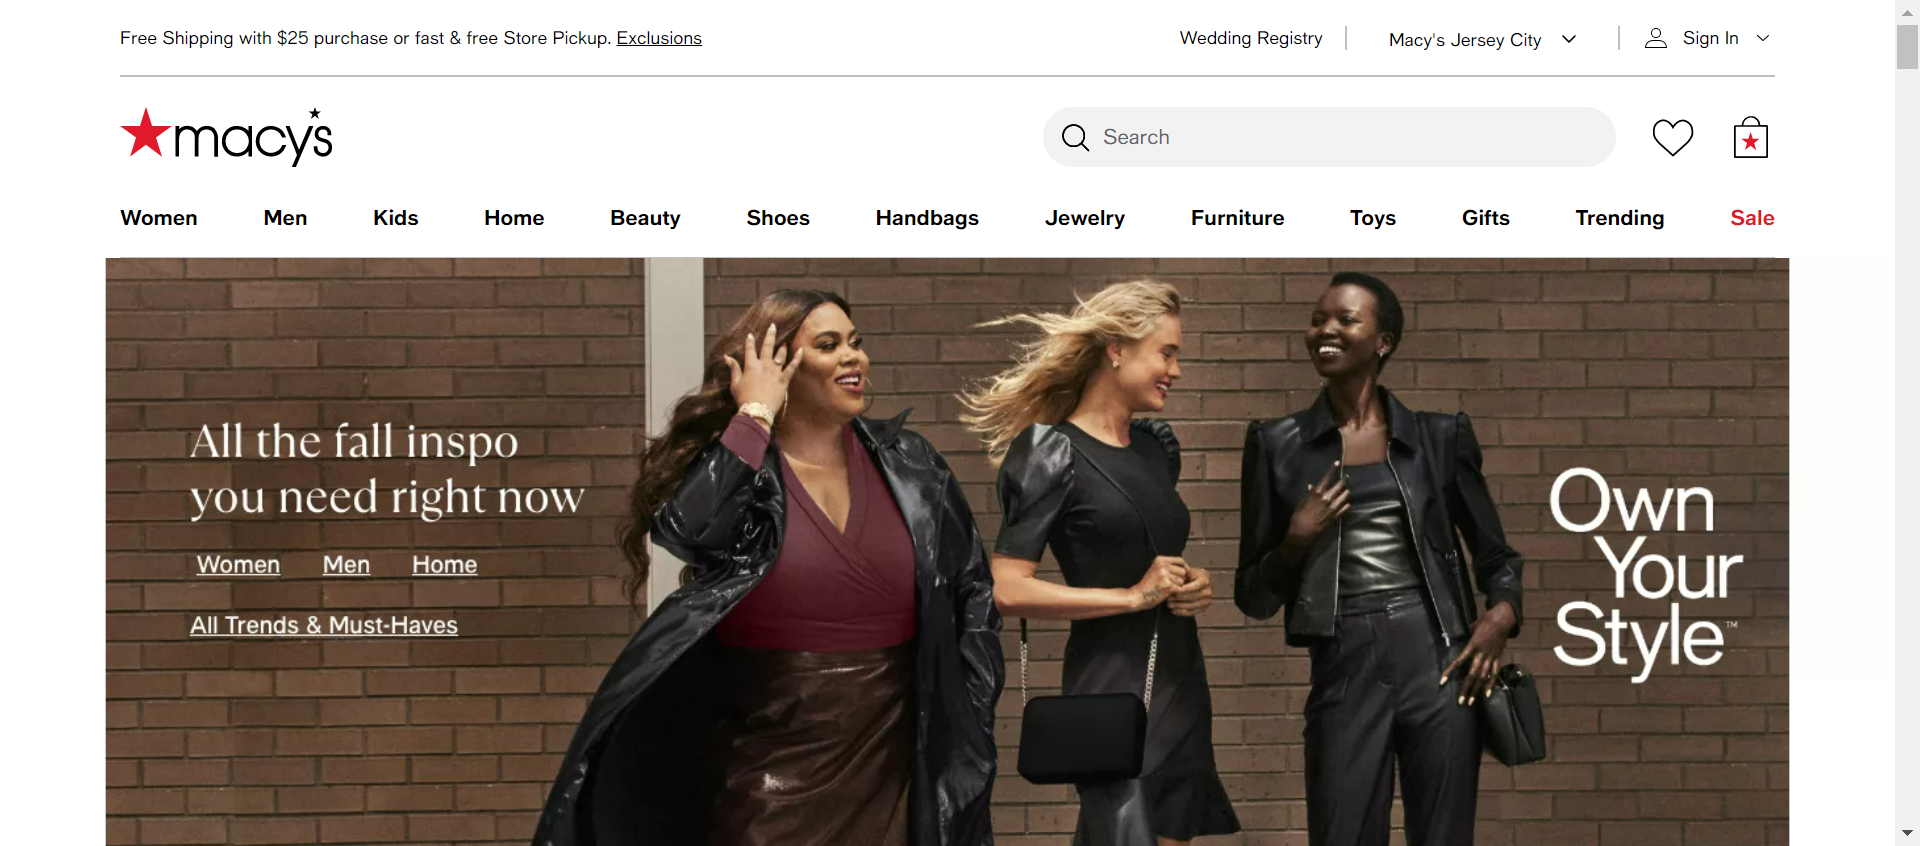 Free Shipping with $25 purchase or fast & free Store Pickup. Exclusions
Wedding Registry
Macy's Jersey City
Sign In
macy's
Search
Women Men Kids Home Beauty Shoes Handbags Jewelry Furniture Toys Gifts Trending Sale
All the fall inspo
you need right now
Women Men Home
All Trends & Must-Haves
Own
Your
Style™